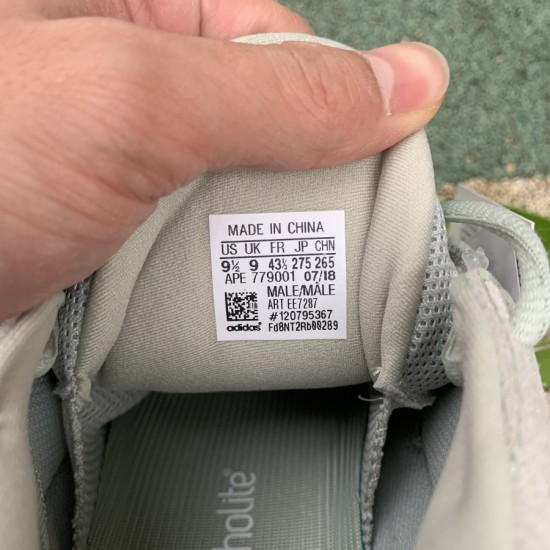 MADE IN CHINA
US UK FR JP CHN
9½ 9 43⅓ 275 265
APE 779001 07/18
MALE/MÂLE
ART EE7287
#120795367
adidas Fd8NT2Rb00289
holite®